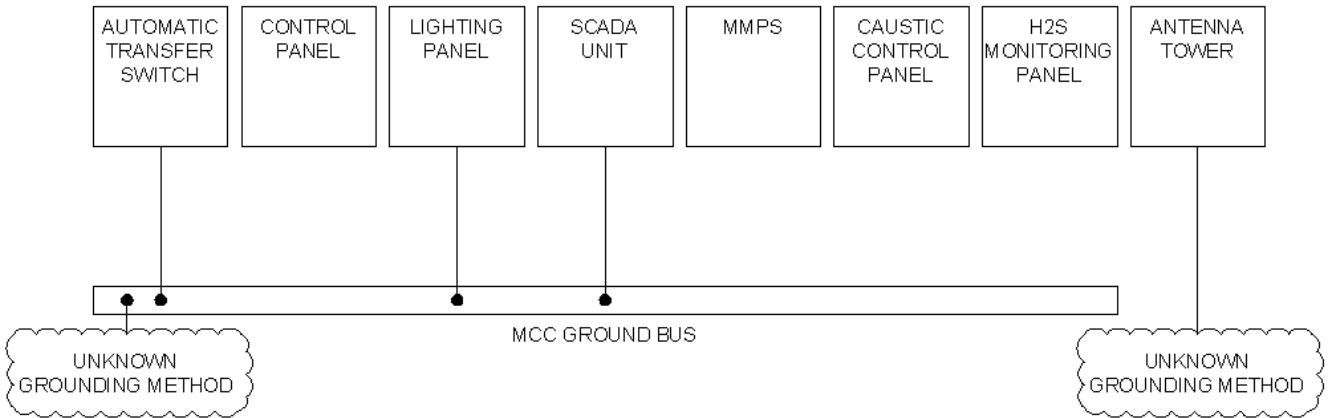 AUTOMATIC
TRANSFER
SWITCH
CONTROL
PANEL
LIGHTING
PANEL
SCADA
UNIT
MMPS
CAUSTIC
CONTROL
PANEL
H2S
MONITORING
PANEL
ANTENNA
TOWER
MCC GROUND BUS
UNKNOWN
GROUNDING METHOD
UNKNOWN
GROUNDING METHOD